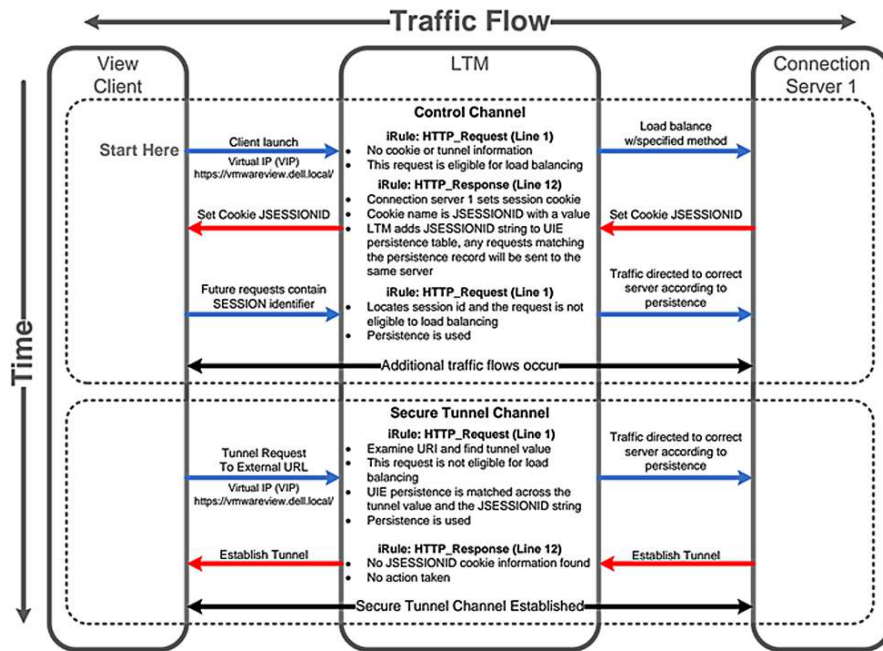 Traffic Flow
View
Client
LTM
Connection
Server 1
Time
Control Channel
Start Here
Client launch
Virtual IP (VIP)
https://vmwareview.dell.local/
iRule: HTTP_Request (Line 1)
• No cookie or tunnel information
• This request is eligible for load balancing
Load balance
w/specified method
iRule: HTTP_Response (Line 12)
• Connection server 1 sets session cookie
• Cookie name is JSESSIONID with a value
• LTM adds JSESSIONID string to UIE
persistence table, any requests matching
the persistence record will be sent to the
same server
Set Cookie JSESSIONID
Set Cookie JSESSIONID
Future requests contain
SESSION identifier
iRule: HTTP_Request (Line 1)
• Locates session id and the request is not
eligible to load balancing
• Persistence is used
Traffic directed to correct
server according to
persistence
Additional traffic flows occur
Secure Tunnel Channel
Tunnel Request
To External URL
Virtual IP (VIP)
https://vmwareview.dell.local/
iRule: HTTP_Request (Line 1)
• Examine URI and find tunnel value
• This request is not eligible for load
balancing
• UIE persistence is matched across the
tunnel value and the JSESSIONID string
• Persistence is used
Traffic directed to correct
server according to
persistence
Establish Tunnel
iRule: HTTP_Response (Line 12)
• No JSESSIONID cookie information found
• No action taken
Establish Tunnel
Secure Tunnel Channel Established